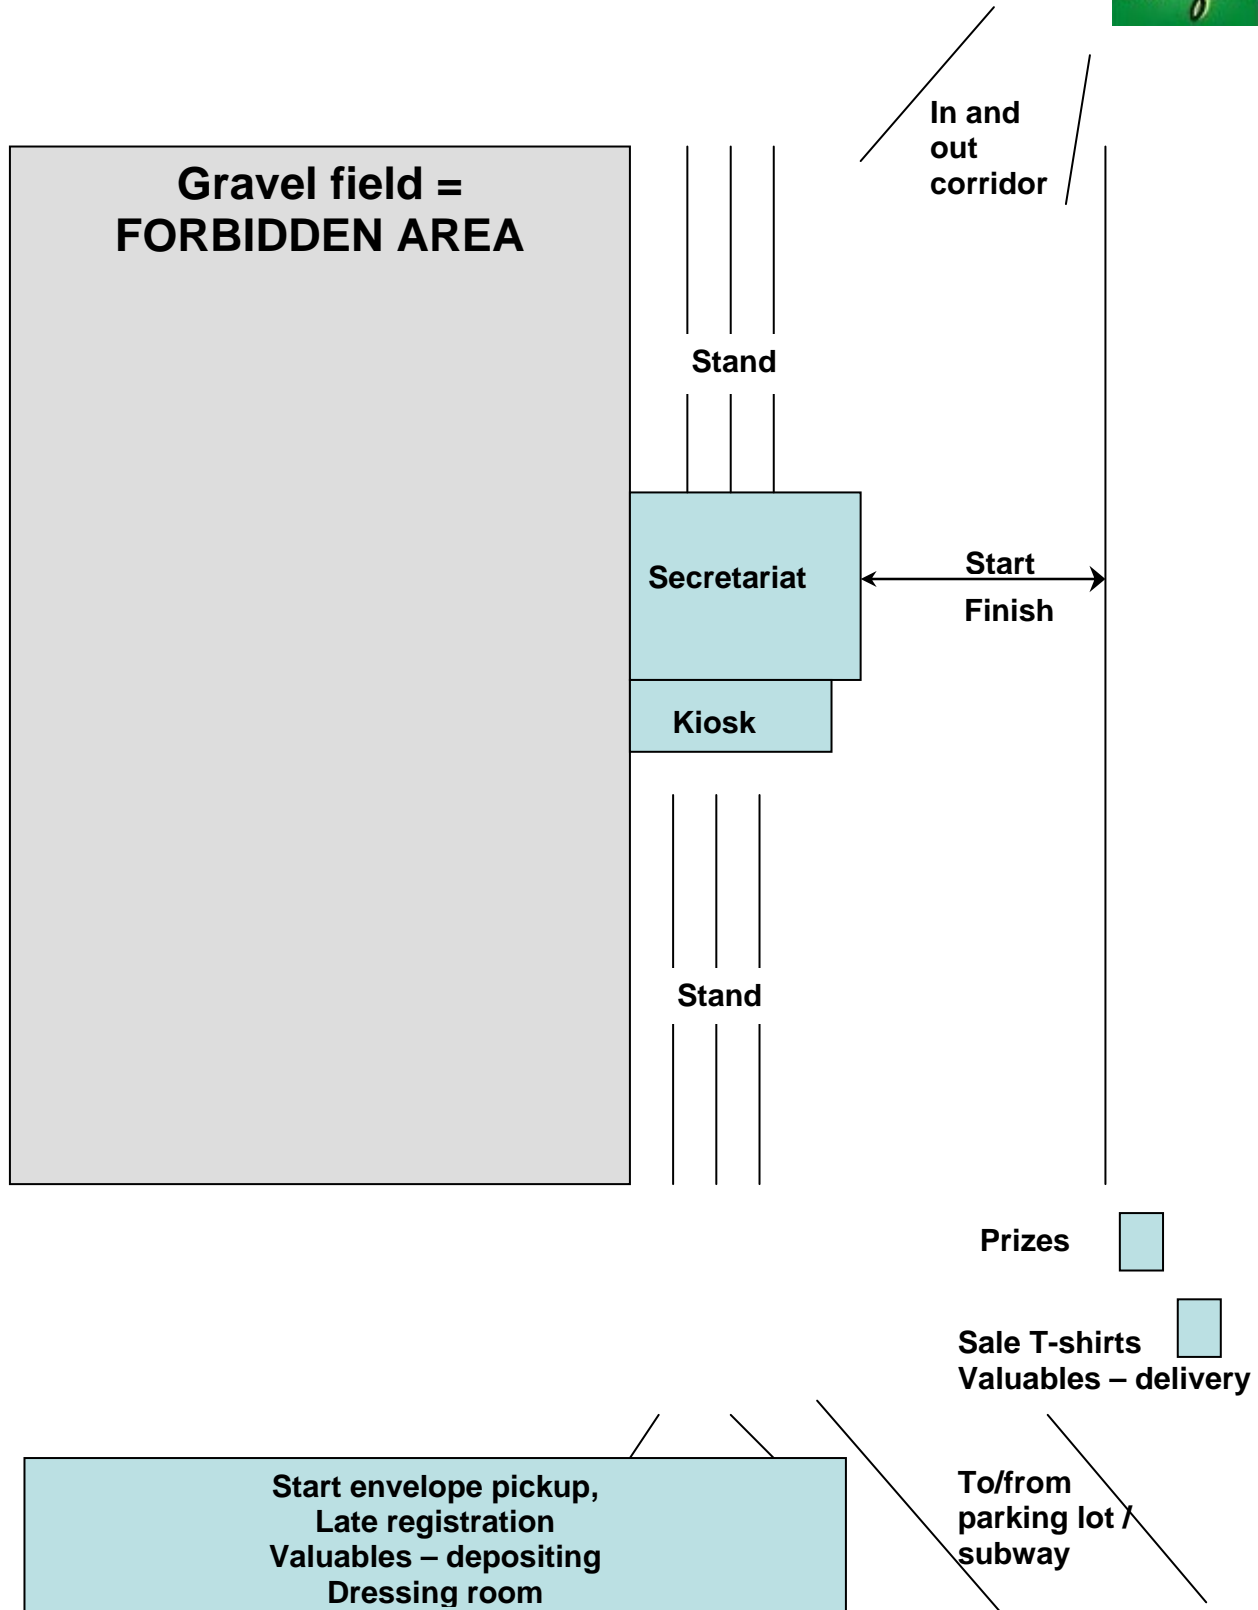 In and
out
corridor
Gravel field =
FORBIDDEN AREA
Stand
Secretariat
Start
Finish
Kiosk
Stand
Prizes
Sale T-shirts
Valuables – delivery
Start envelope pickup,
Late registration
Valuables – depositing
Dressing room
To/from
parking lot /
subway